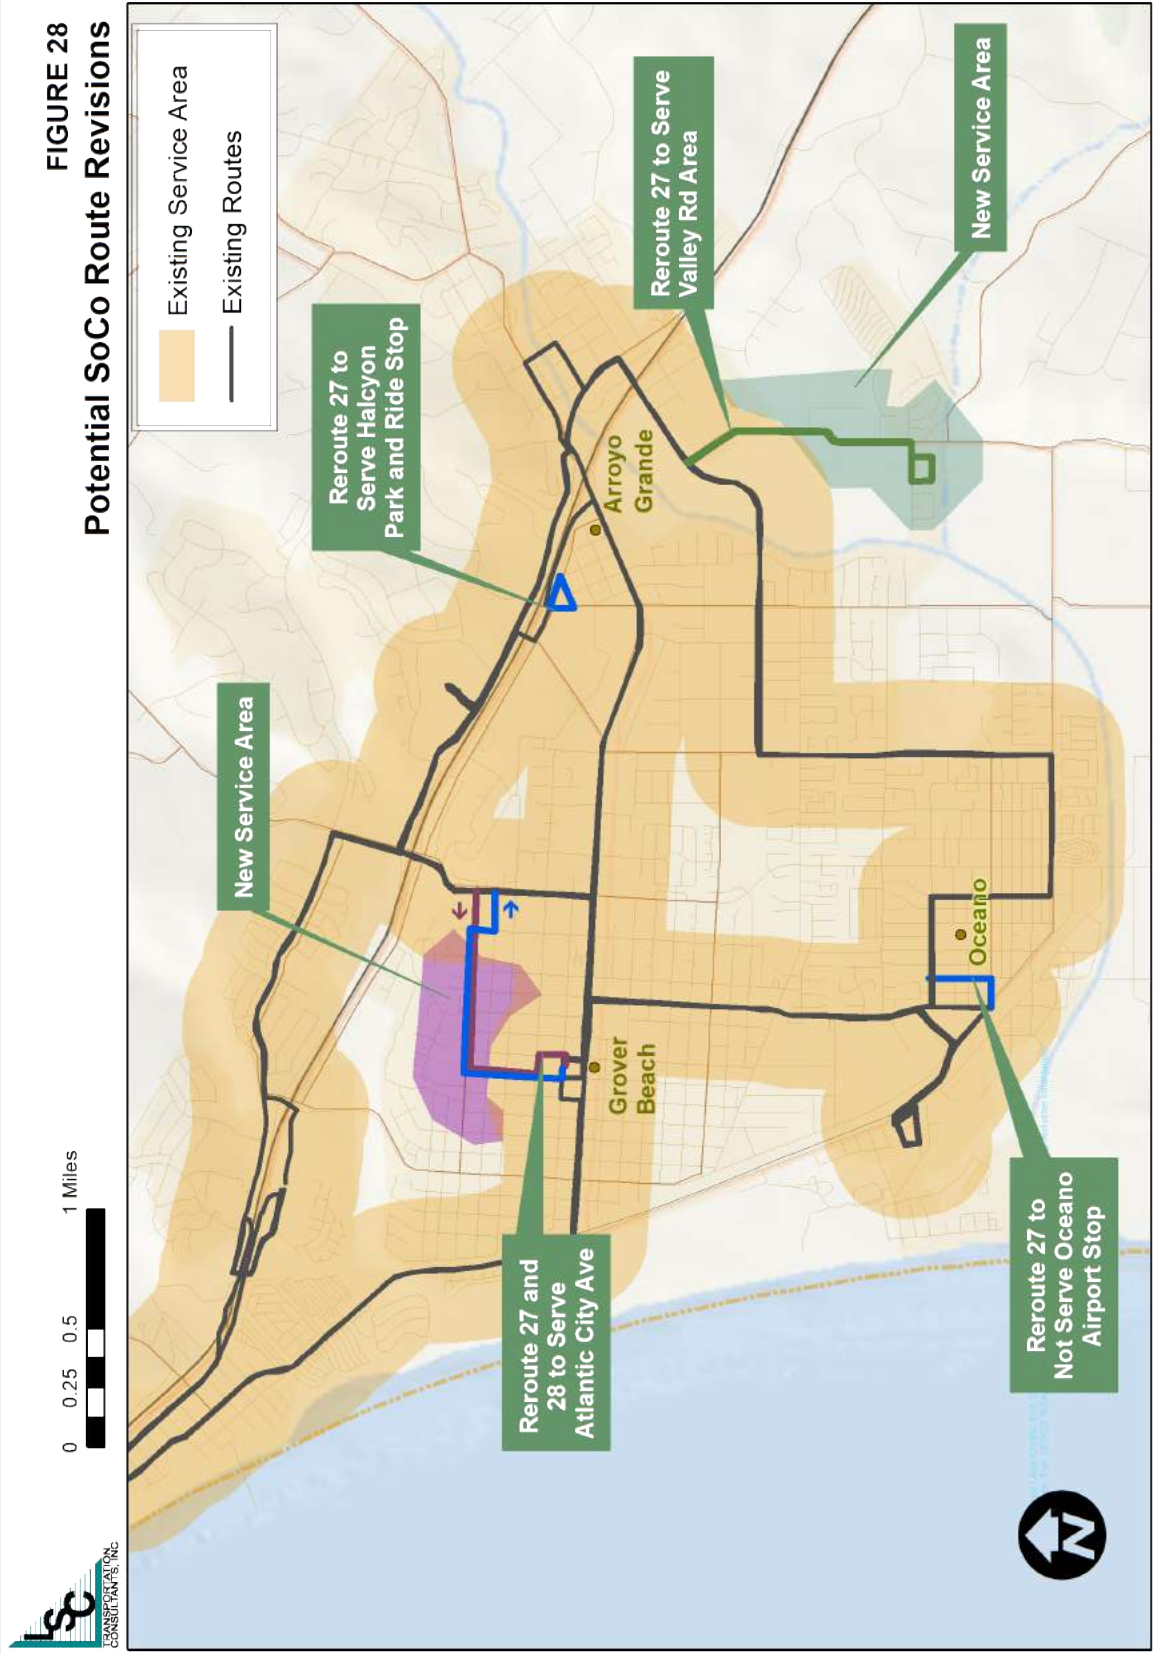 FIGURE 28
Potential SoCo Route Revisions
LSC
TRANSPORTATION
CONSULTANTS, INC.
0 0.25 0.5 1 Miles
Existing Service Area
Existing Routes
New Service Area
Reroute 27 to
Serve Halcyon
Park and Ride Stop
Reroute 27 to Serve
Valley Rd Area
New Service Area
Arroyo
Grande
Grover
Beach
Oceano
Reroute 27 and
28 to Serve
Atlantic City Ave
Reroute 27 to
Not Serve Oceano
Airport Stop
N